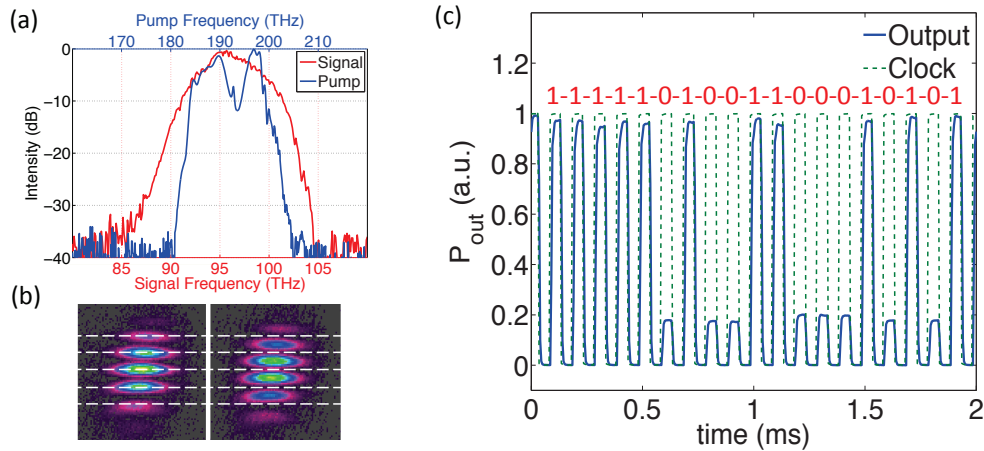 (a)
Pump Frequency (THz)
170 180 190 200 210
Signal
Pump
Intensity (dB)
0
−10
−20
−30
−40
85 90 95 100 105
Signal Frequency (THz)
(b)
(c)
Output
Clock
1-1-1-1-1-0-1-0-0-1-1-0-0-0-1-0-1-0-1
P_out (a.u.)
1.2
1
0.8
0.6
0.4
0.2
0
0 0.5 1 1.5 2
time (ms)